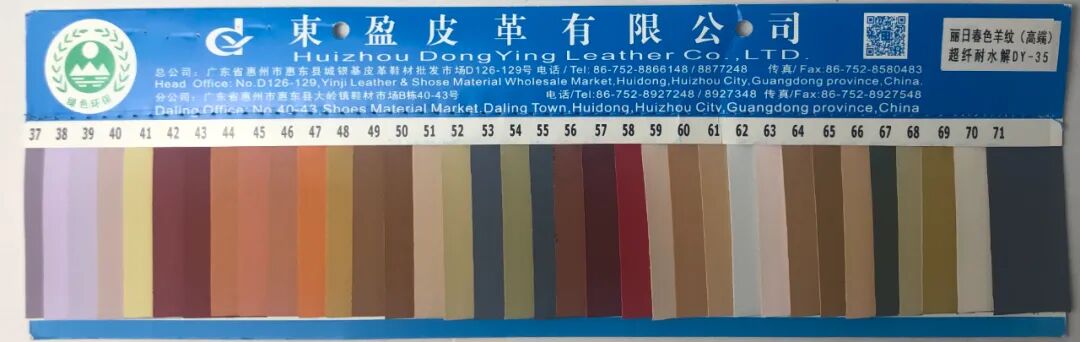 東盈皮革有限公司
Huizhou DongYing Leather Co.,LTD.
总公司：广东省惠州市惠东县城银基皮革鞋材批发市场D126-129号 电话/Tel:86-752-8866148/8877248 传真/Fax:86-752-8580483
Head Office: No.D126-129,Yinji Leather & Shose Material Wholesale Market,Huidong,Huizhou City,Guangdong province,China
分公司：广东省惠州市惠东县大岭镇鞋材市场B栋40-43号 电话/Tel:86-752-8927248/8927348 传真/Fax:86-752-8927548
Daling Office: No.40-43,Shoes Material Market,Daling Town,Huidong,Huizhou City,Guangdong province,China
绿色环保
丽日春色羊纹（高端）
超纤耐水解DY-35
37 38 39 40 41 42 43 44 45 46 47 48 49 50 51 52 53 54 55 56 57 58 59 60 61 62 63 64 65 66 67 68 69 70 71